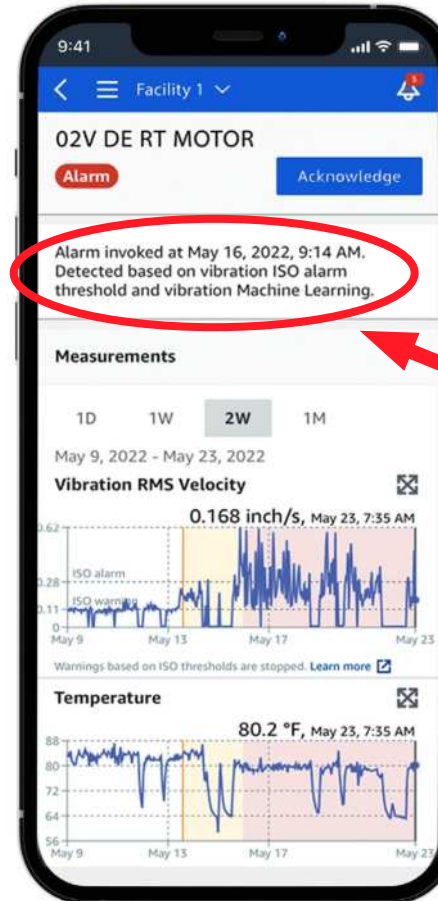 9:41
Facility 1
5
02V DE RT MOTOR
Alarm
Acknowledge
Alarm invoked at May 16, 2022, 9:14 AM.
Detected based on vibration ISO alarm
threshold and vibration Machine Learning.
Measurements
1D 1W 2W 1M
May 9, 2022 - May 23, 2022
Vibration RMS Velocity
0.168 inch/s, May 23, 7:35 AM
0.62
ISO alarm
0.28
ISO warning
0.11
0
May 9 May 13 May 17 May 23
Warnings based on ISO thresholds are stopped. Learn more
Temperature
80.2 °F, May 23, 7:35 AM
88
80
72
64
56
May 9 May 13 May 17 May 23